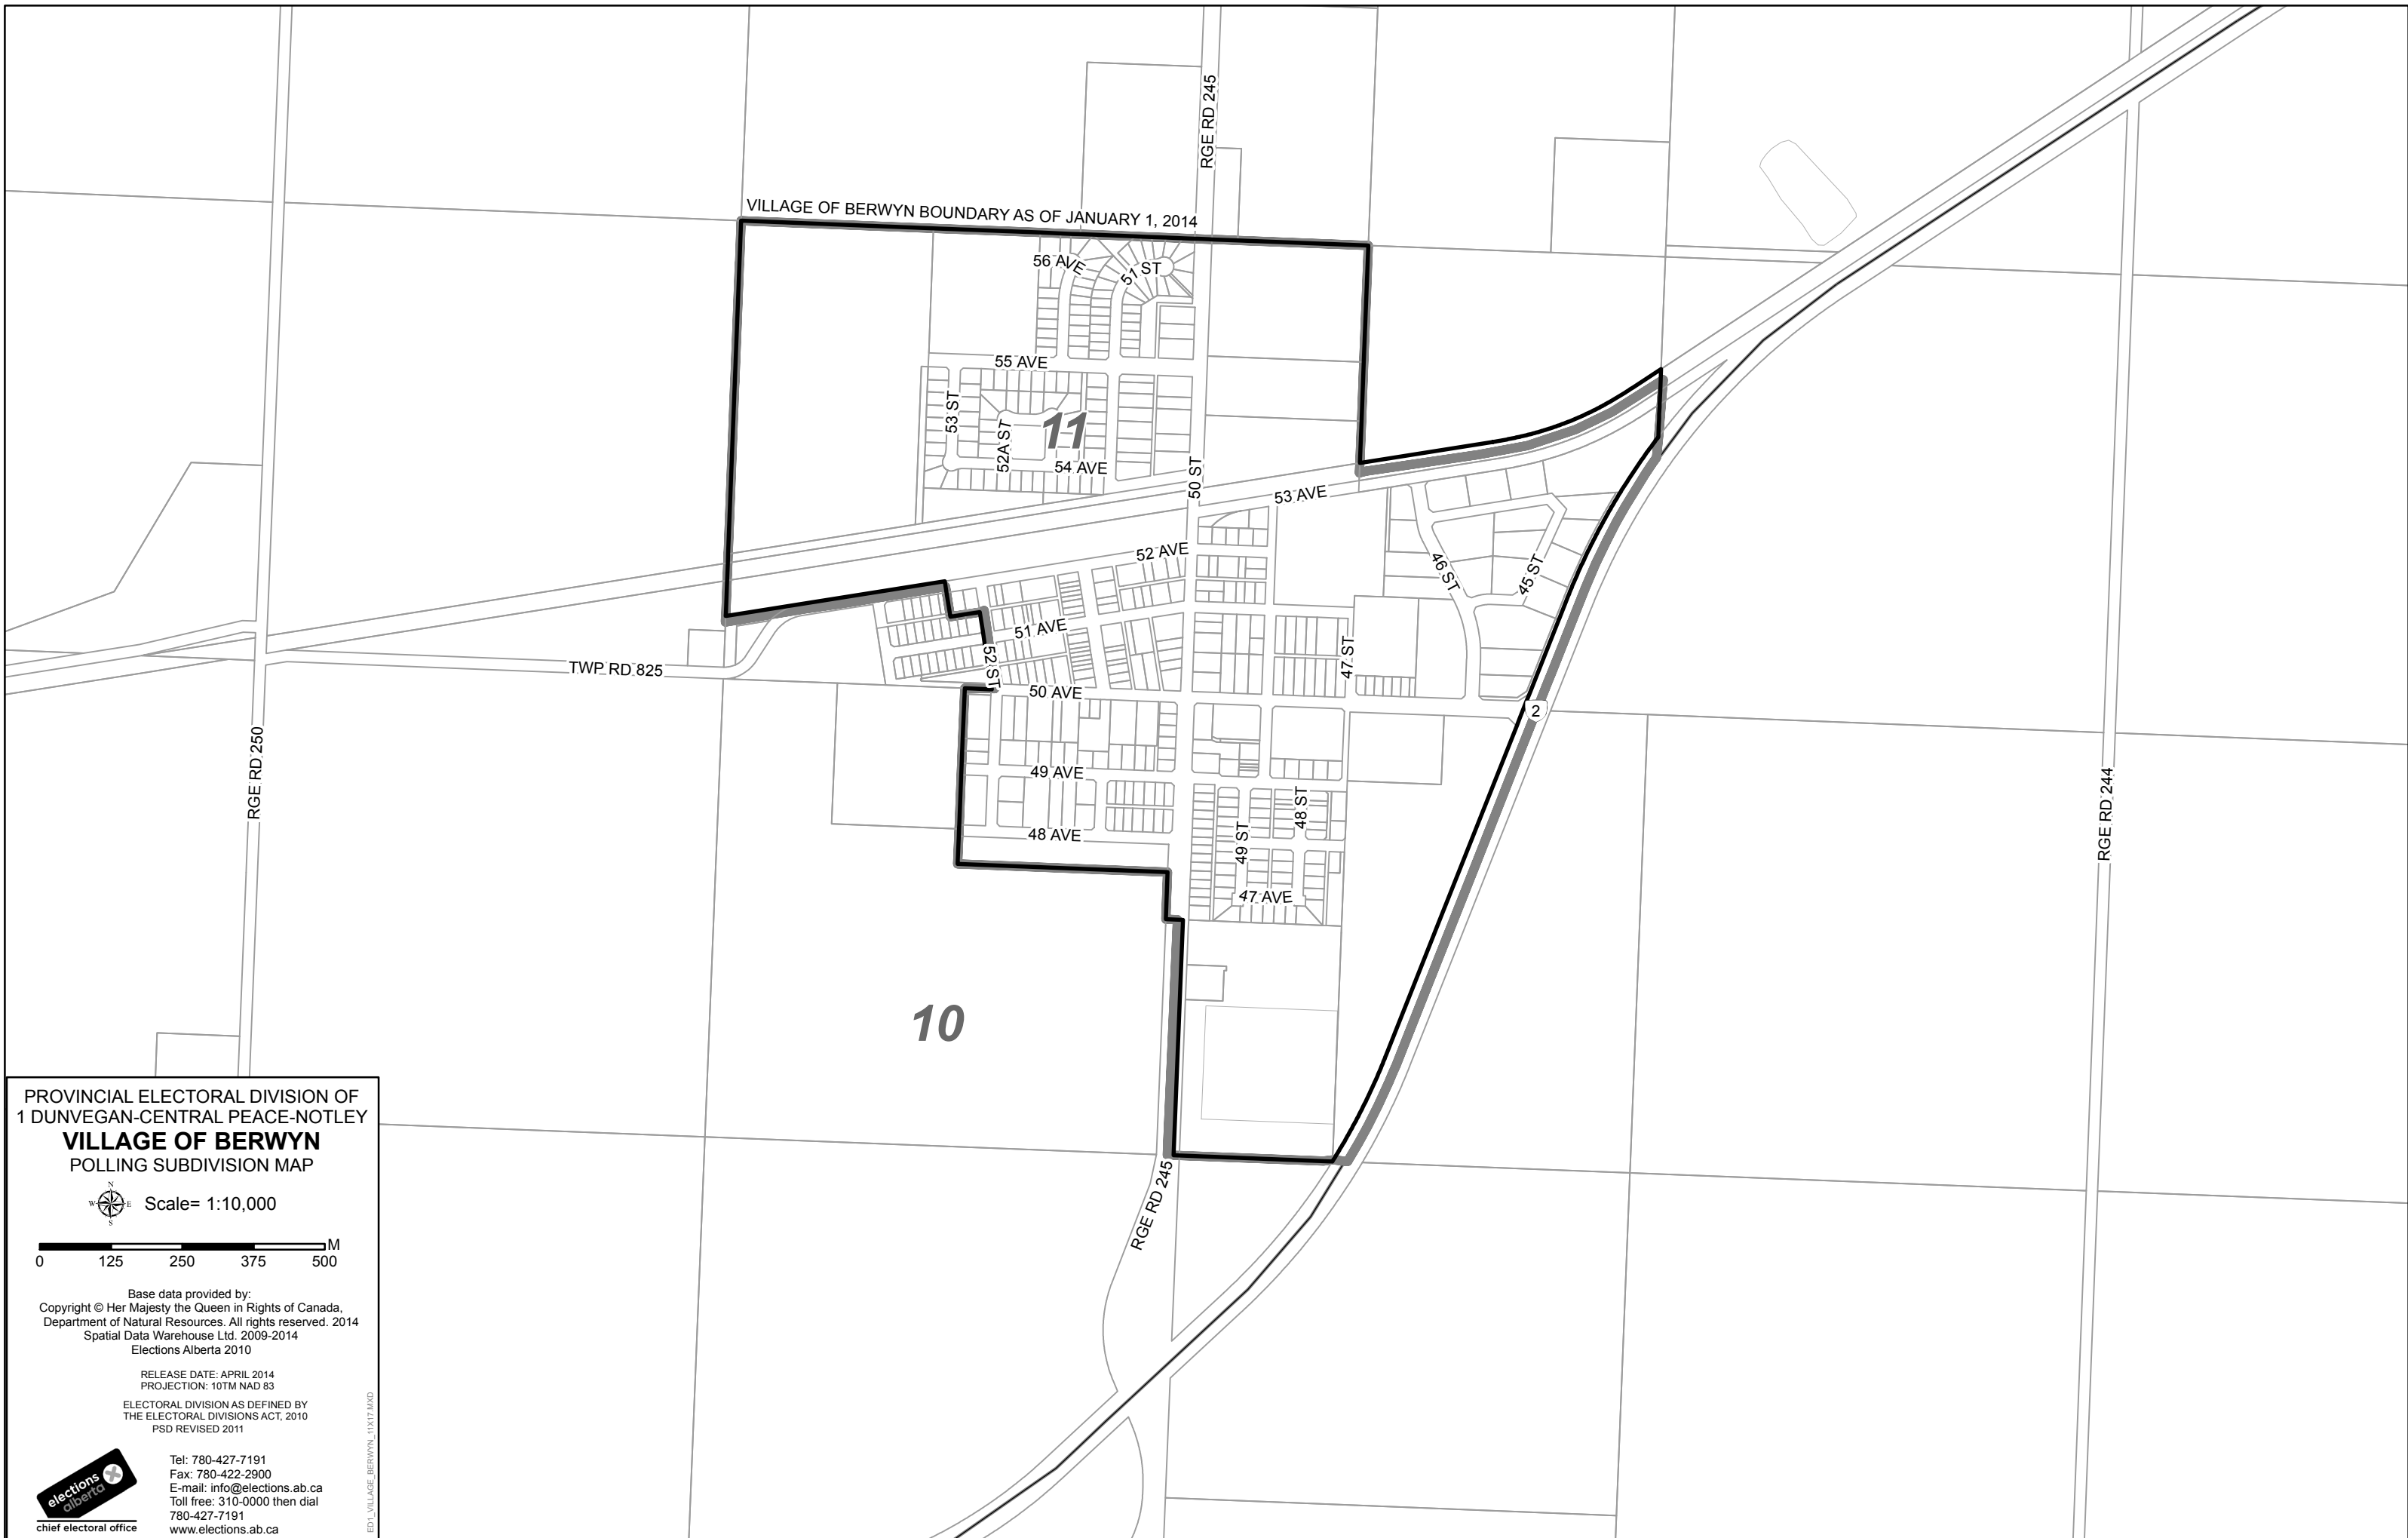 RGE RD 245
VILLAGE OF BERWYN BOUNDARY AS OF JANUARY 1, 2014
56 AVE
51 ST
55 AVE
53 ST
52A ST
11
54 AVE
50 ST
53 AVE
52 AVE
46 ST
45 ST
51 AVE
52 ST
47 ST
TWP RD 825
50 AVE
2
RGE RD 250
49 AVE
48 ST
RGE RD 244
48 AVE
49 ST
47 AVE
10
RGE RD 245
PROVINCIAL ELECTORAL DIVISION OF
1 DUNVEGAN-CENTRAL PEACE-NOTLEY
VILLAGE OF BERWYN
POLLING SUBDIVISION MAP
N
W E
S
Scale= 1:10,000
M
0 125 250 375 500
Base data provided by:
Copyright © Her Majesty the Queen in Rights of Canada,
Department of Natural Resources. All rights reserved. 2014
Spatial Data Warehouse Ltd. 2009-2014
Elections Alberta 2010
RELEASE DATE: APRIL 2014
PROJECTION: 10TM NAD 83
ELECTORAL DIVISION AS DEFINED BY
THE ELECTORAL DIVISIONS ACT, 2010
PSD REVISED 2011
elections
alberta
chief electoral office
Tel: 780-427-7191
Fax: 780-422-2900
E-mail: info@elections.ab.ca
Toll free: 310-0000 then dial
780-427-7191
www.elections.ab.ca
ED1_VILLAGE_BERWYN_11X17.MXD